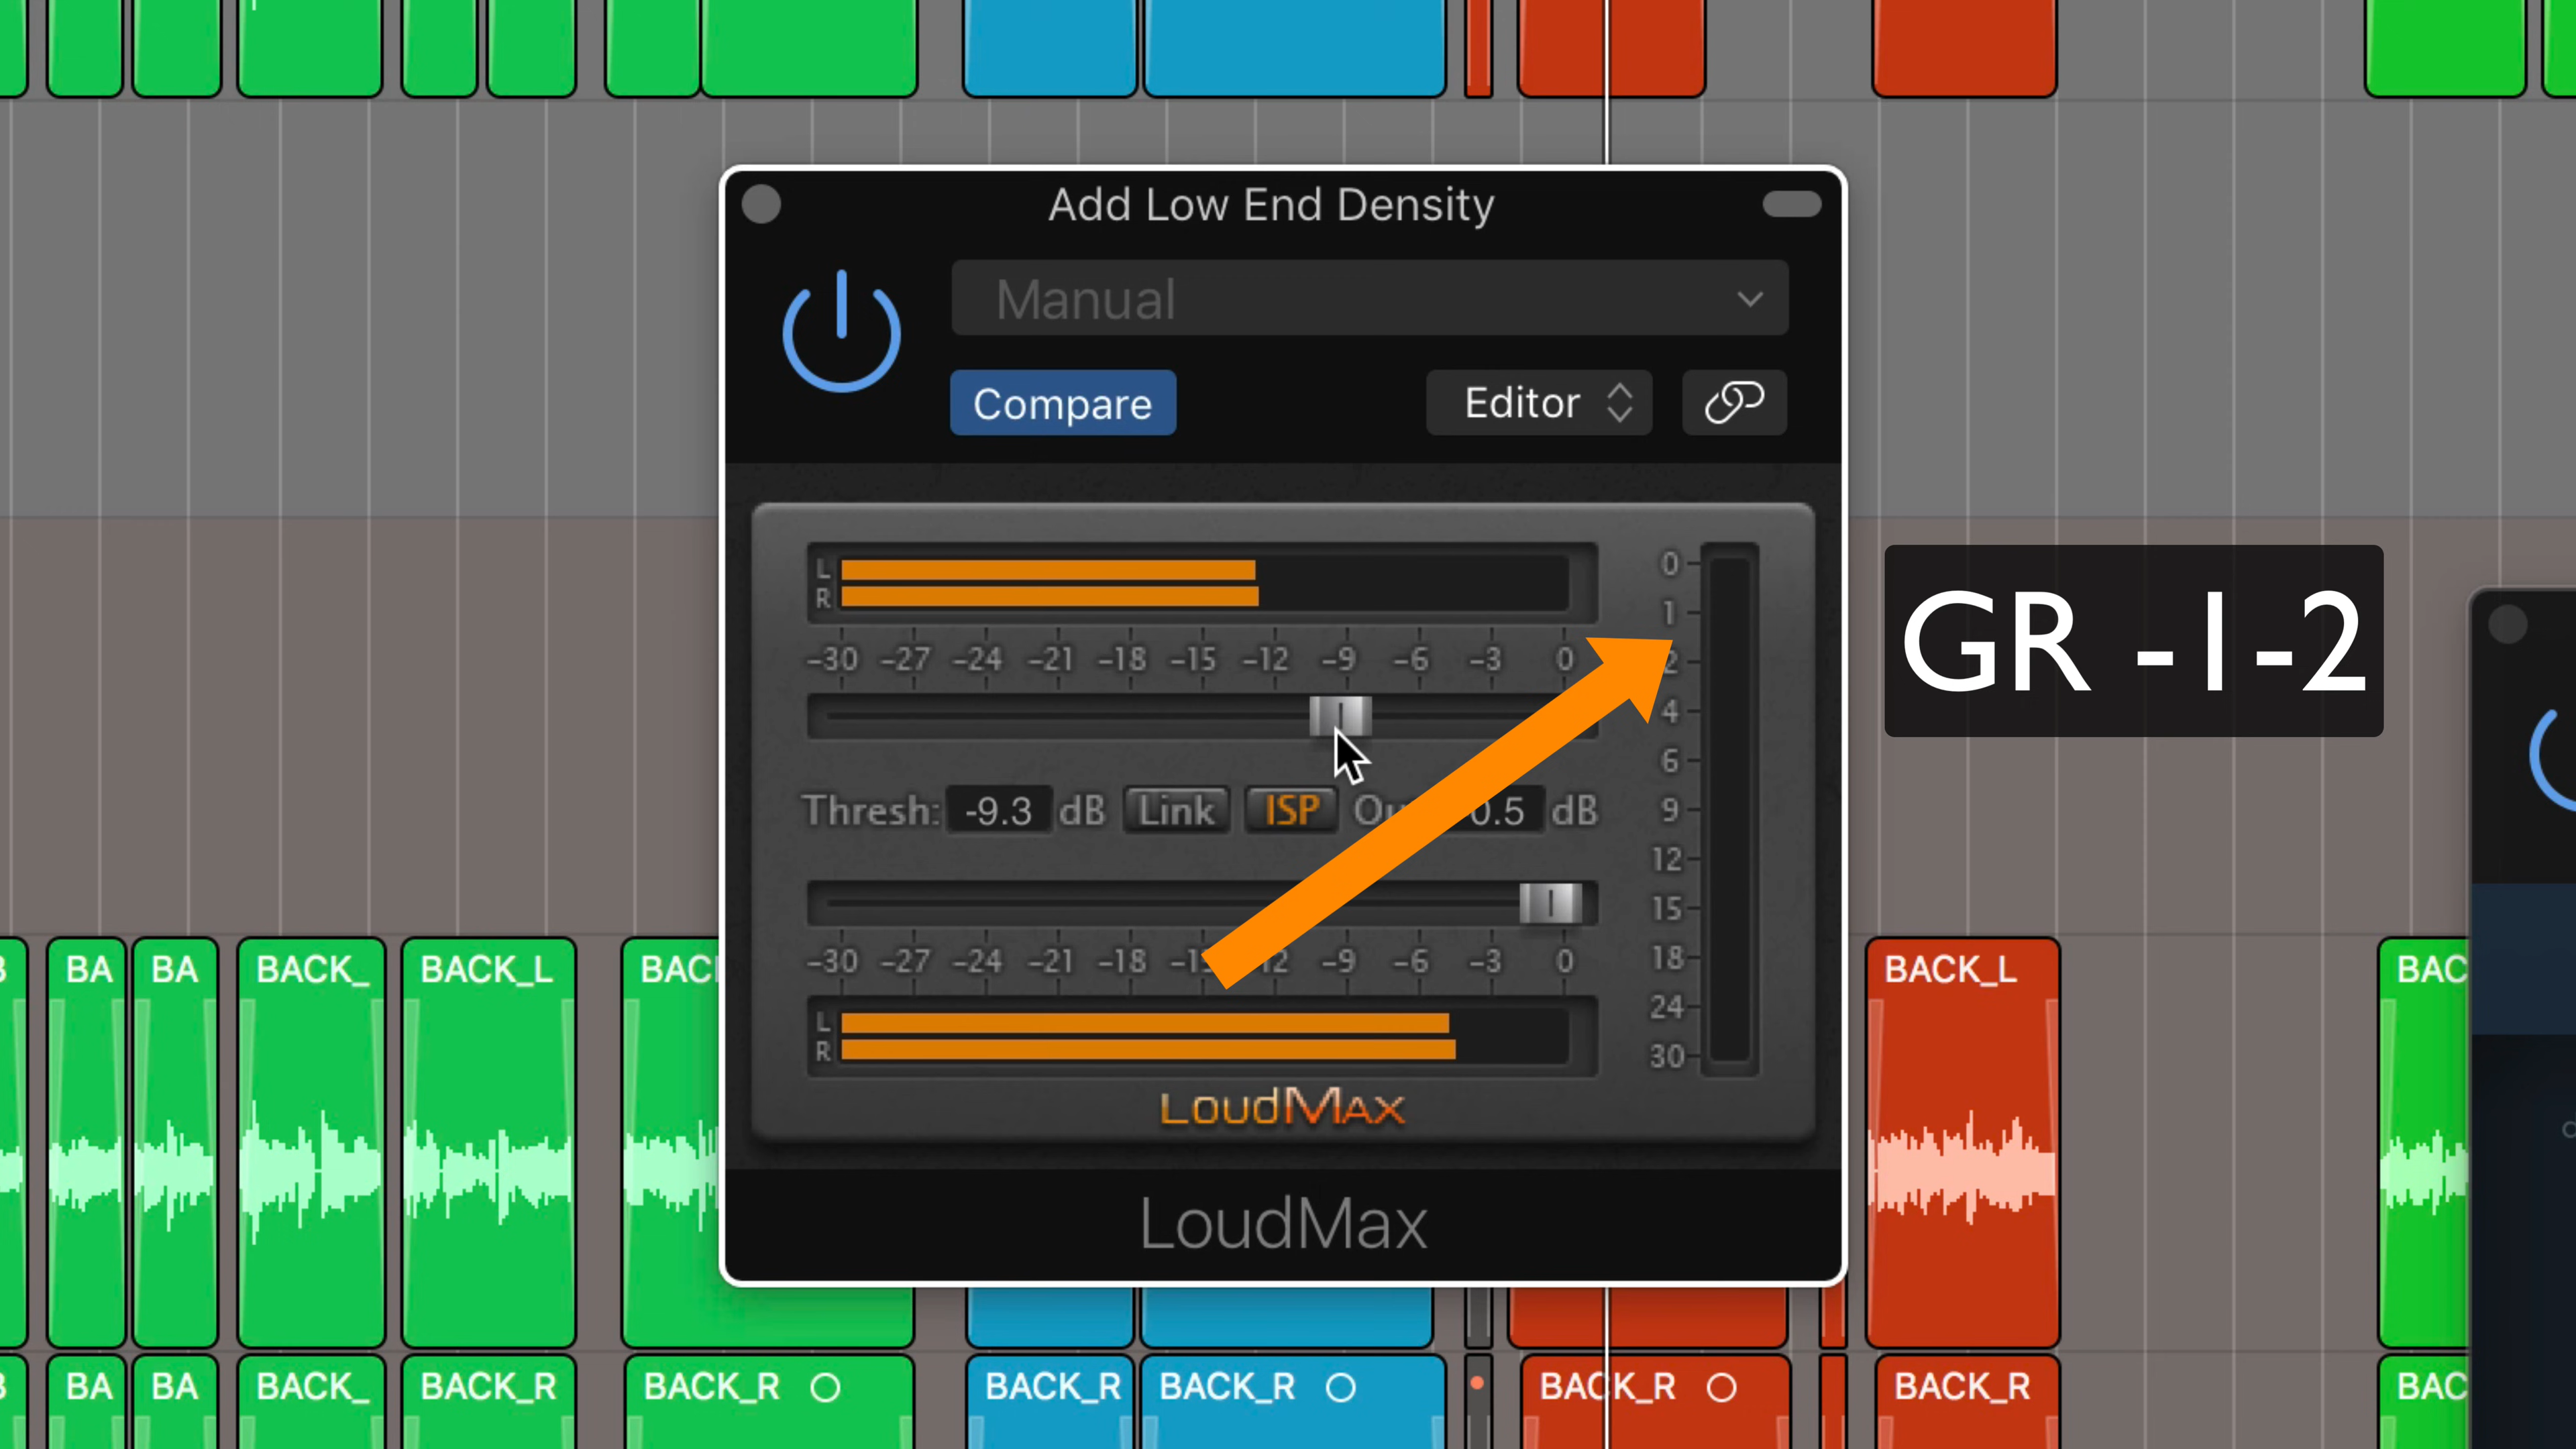 Add Low End Density
Manual
Compare
Editor
L
R
-30 -27 -24 -21 -18 -15 -12 -9 -6 -3 0
0
1
2
4
6
9
12
15
18
24
30
GR -1-2
Thresh: -9.3 dB Link ISP 0.5 dB
-30 -27 -24 -21 -18 -9 -6 -3 0
L
R
LOUDMAX
LoudMax
BA BA BACK_ BACK_L BACK_L
BA BA BACK_ BACK_R BACK_R BACK_R BACK_R BACK_R BACK_R